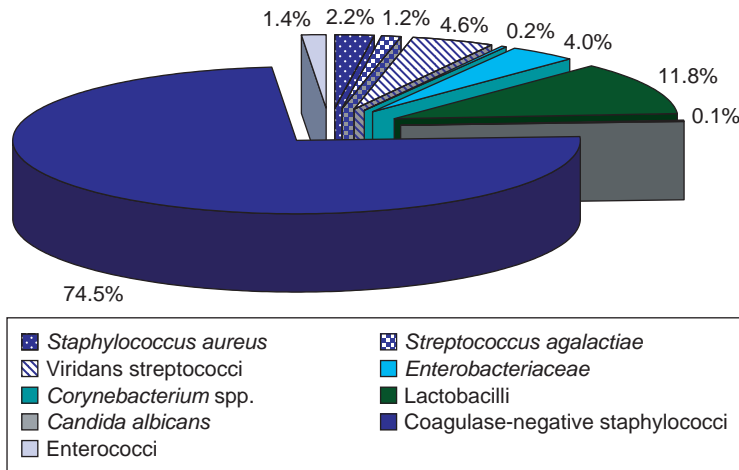 1.4%
2.2%
1.2%
4.6%
0.2%
4.0%
11.8%
0.1%
74.5%
Staphylococcus aureus
Streptococcus agalactiae
Viridans streptococci
Enterobacteriaceae
Corynebacterium spp.
Lactobacilli
Candida albicans
Coagulase-negative staphylococci
Enterococci